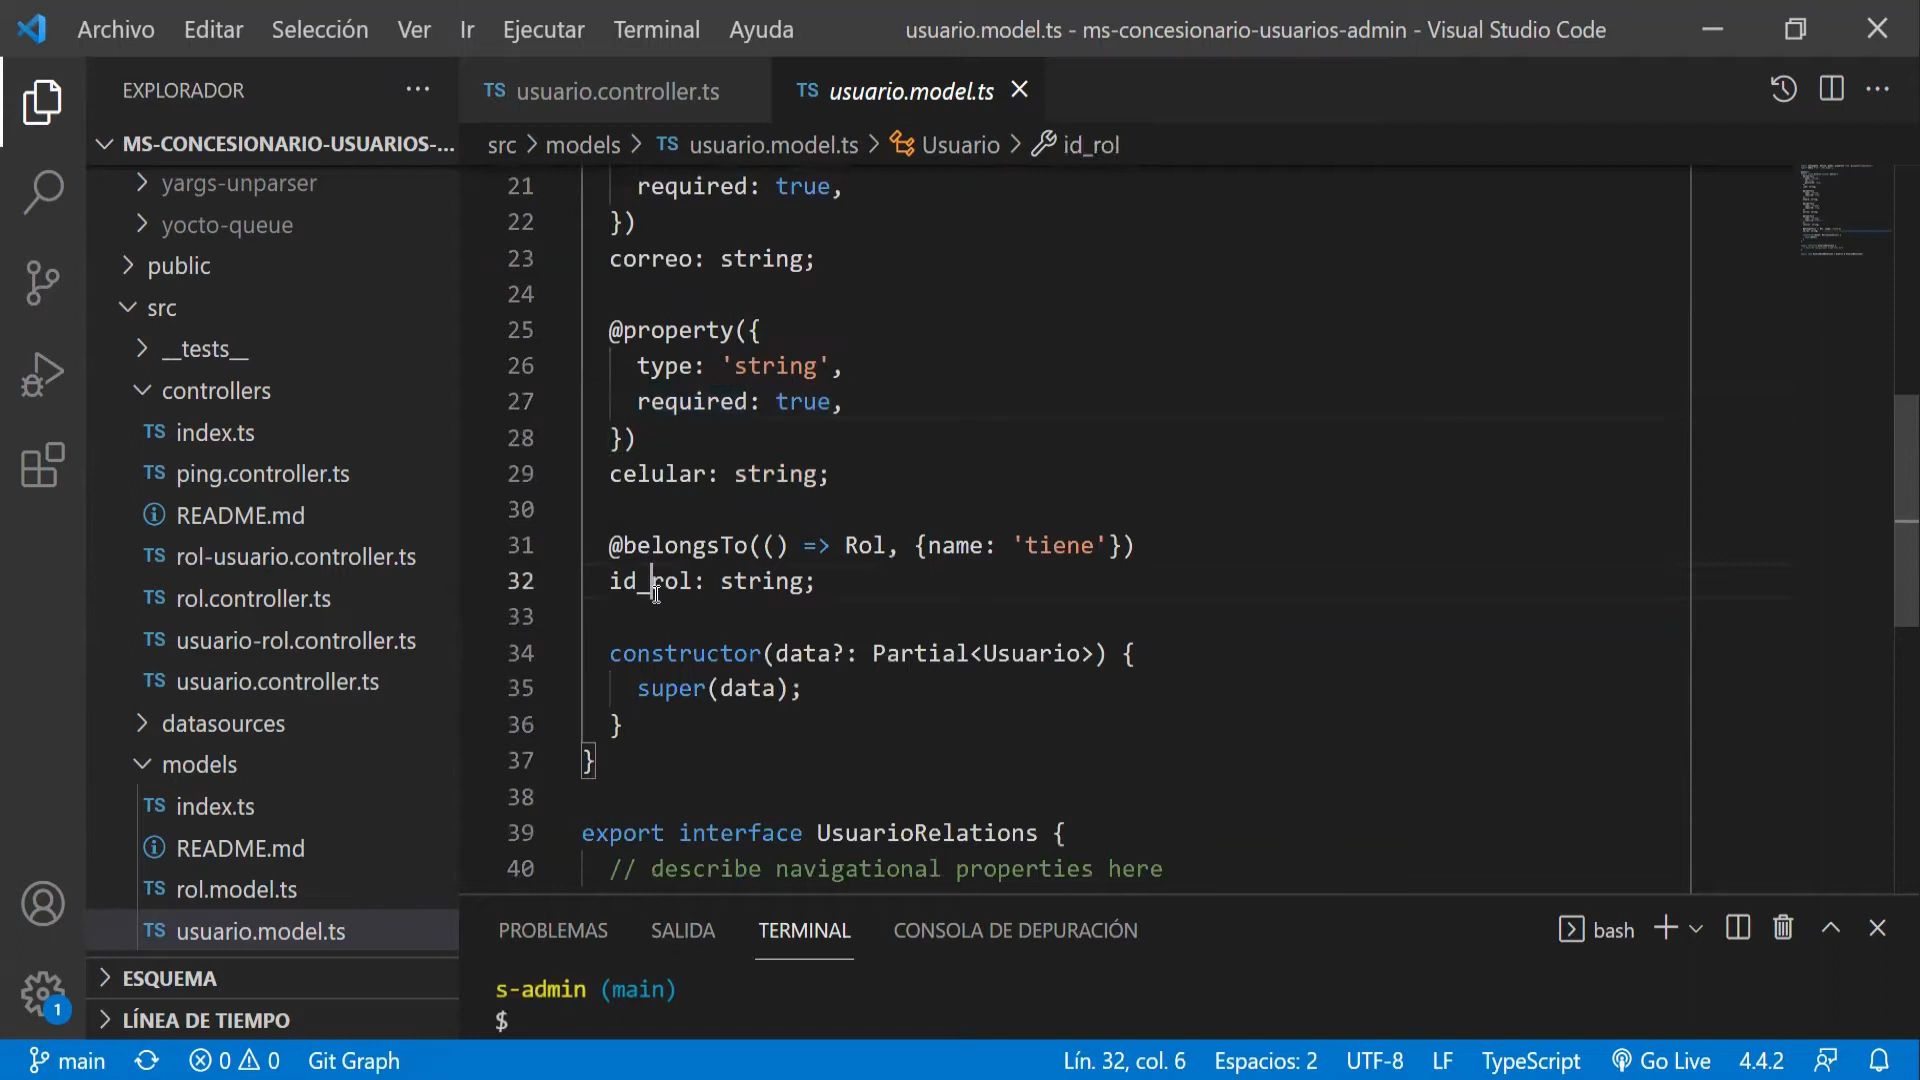 Archivo Editar Selección Ver Ir Ejecutar Terminal Ayuda usuario.model.ts - ms-concesionario-usuarios-admin - Visual Studio Code
EXPLORADOR ...
TS usuario.controller.ts TS usuario.model.ts
MS-CONCESIONARIO-USUARIOS-...
src > models > TS usuario.model.ts > Usuario > id_rol
yargs-unparser
yocto-queue
public
src
__tests__
controllers
TS index.ts
TS ping.controller.ts
README.md
TS rol-usuario.controller.ts
TS rol.controller.ts
TS usuario-rol.controller.ts
TS usuario.controller.ts
datasources
models
TS index.ts
README.md
TS rol.model.ts
TS usuario.model.ts
ESQUEMA
LÍNEA DE TIEMPO
21 required: true,
22 })
23 correo: string;
24
25 @property({
26 type: 'string',
27 required: true,
28 })
29 celular: string;
30
31 @belongsTo(() => Rol, {name: 'tiene'})
32 id_rol: string;
33
34 constructor(data?: Partial<Usuario>) {
35 super(data);
36 }
37 }
38
39 export interface UsuarioRelations {
40 // describe navigational properties here
PROBLEMAS SALIDA TERMINAL CONSOLA DE DEPURACIÓN bash
s-admin (main)
$
1
main 0 0 Git Graph Lín. 32, col. 6 Espacios: 2 UTF-8 LF TypeScript Go Live 4.4.2